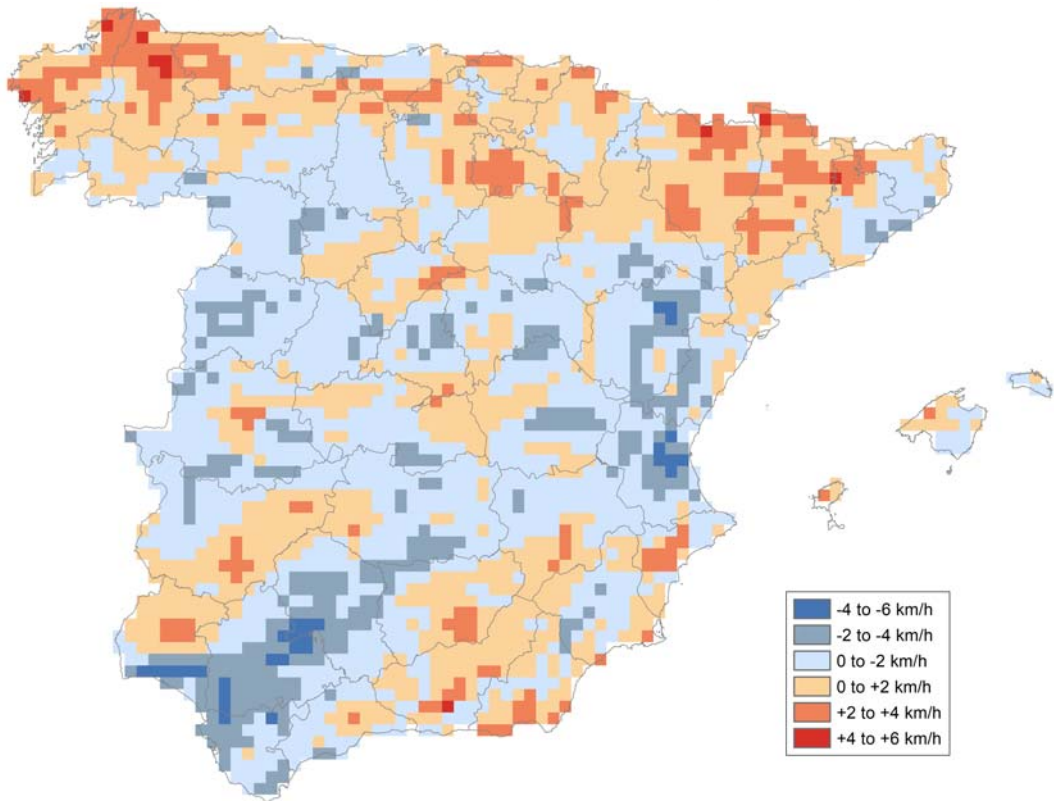 -4 to -6 km/h
-2 to -4 km/h
0 to -2 km/h
0 to +2 km/h
+2 to +4 km/h
+4 to +6 km/h